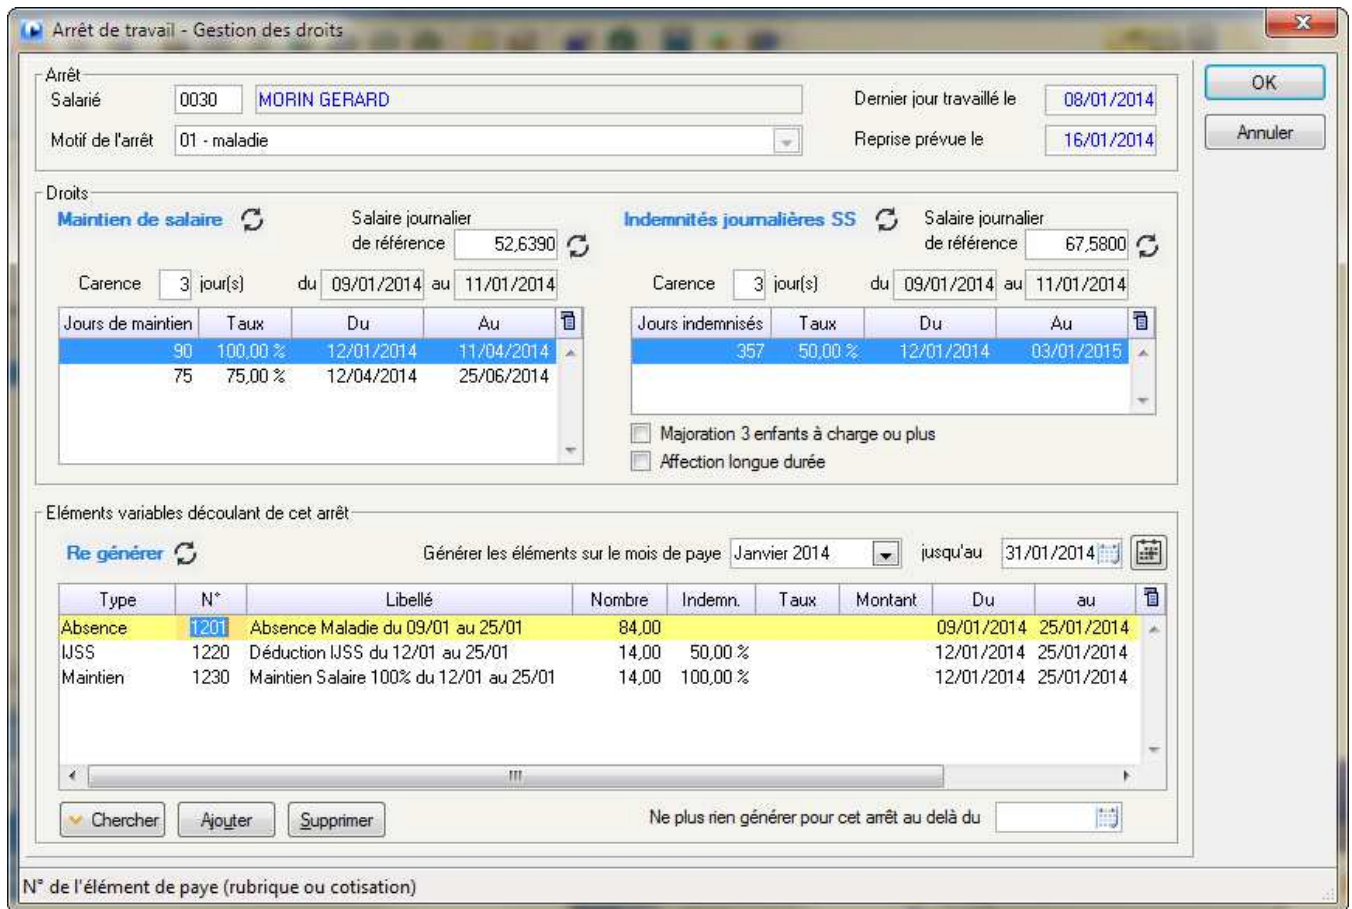 Arrêt de travail - Gestion des droits
Arrêt
Salarié 0030 MORIN GERARD Dernier jour travaillé le 08/01/2014 OK
Motif de l'arrêt 01 - maladie Reprise prévue le 16/01/2014 Annuler
Droits
Maintien de salaire Salaire journalier de référence 52,6390
Carence 3 jour(s) du 09/01/2014 au 11/01/2014
Jours de maintien Taux Du Au
90 100,00 % 12/01/2014 11/04/2014
75 75,00 % 12/04/2014 25/06/2014
Indemnités journalières SS Salaire journalier de référence 67,5800
Carence 3 jour(s) du 09/01/2014 au 11/01/2014
Jours indemnisés Taux Du Au
357 50,00 % 12/01/2014 03/01/2015
Majoration 3 enfants à charge ou plus
Affection longue durée
Eléments variables découlant de cet arrêt
Re générer Générer les éléments sur le mois de paye Janvier 2014 jusqu'au 31/01/2014
Type N° Libellé Nombre Indemn. Taux Montant Du au
Absence 1201 Absence Maladie du 09/01 au 25/01 84,00 09/01/2014 25/01/2014
IJSS 1220 Déduction IJSS du 12/01 au 25/01 14,00 50,00 % 12/01/2014 25/01/2014
Maintien 1230 Maintien Salaire 100% du 12/01 au 25/01 14,00 100,00 % 12/01/2014 25/01/2014
Chercher Ajouter Supprimer Ne plus rien générer pour cet arrêt au delà du
N° de l'élément de paye (rubrique ou cotisation)